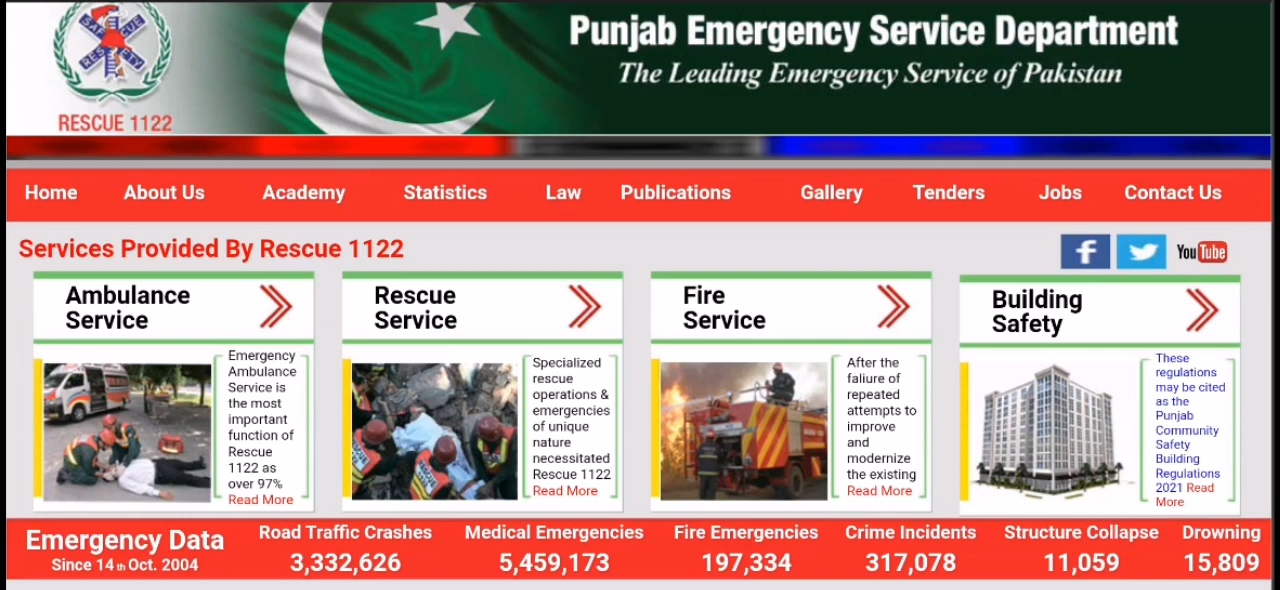 SAFE
CUE
RES
ETY
RESCUE 1122
Punjab Emergency Service Department
The Leading Emergency Service of Pakistan
Home About Us Academy Statistics Law Publications Gallery Tenders Jobs Contact Us
Services Provided By Rescue 1122
f
You Tube
Ambulance
Service
Emergency
Ambulance
Service is
the most
important
function of
Rescue
1122 as
over 97%
Read More
Rescue
Service
Specialized
rescue
operations &
emergencies
of unique
nature
necessitated
Rescue 1122
Read More
Fire
Service
After the
faliure of
repeated
attempts to
improve
and
modernize
the existing
Read More
Building
Safety
These
regulations
may be cited
as the
Punjab
Community
Safety
Building
Regulations
2021 Read
More
Emergency Data
Since 14th Oct. 2004
Road Traffic Crashes Medical Emergencies Fire Emergencies Crime Incidents Structure Collapse Drowning
3,332,626 5,459,173 197,334 317,078 11,059 15,809